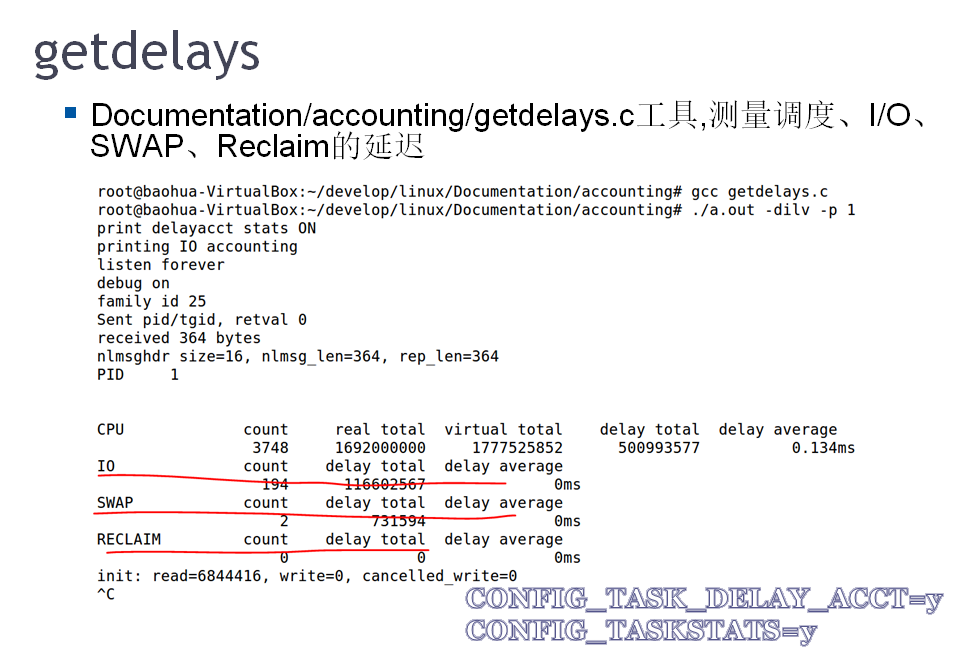 getdelays
Documentation/accounting/getdelays.c工具,测量调度、I/O、
SWAP、Reclaim的延迟
root@baohua-VirtualBox:~/develop/linux/Documentation/accounting# gcc getdelays.c
root@baohua-VirtualBox:~/develop/linux/Documentation/accounting# ./a.out -dilv -p 1
print delayacct stats ON
printing IO accounting
listen forever
debug on
family id 25
Sent pid/tgid, retval 0
received 364 bytes
nlmsghdr size=16, nlmsg_len=364, rep_len=364
PID 1
CPU count real total virtual total delay total delay average
3748 1692000000 1777525852 500993577 0.134ms
IO count delay total delay average
194 116602567 0ms
SWAP count delay total delay average
2 731594 0ms
RECLAIM count delay total delay average
0 0 0ms
init: read=6844416, write=0, cancelled_write=0
^C
CONFIG_TASK_DELAY_ACCT=y
CONFIG_TASKSTATS=y